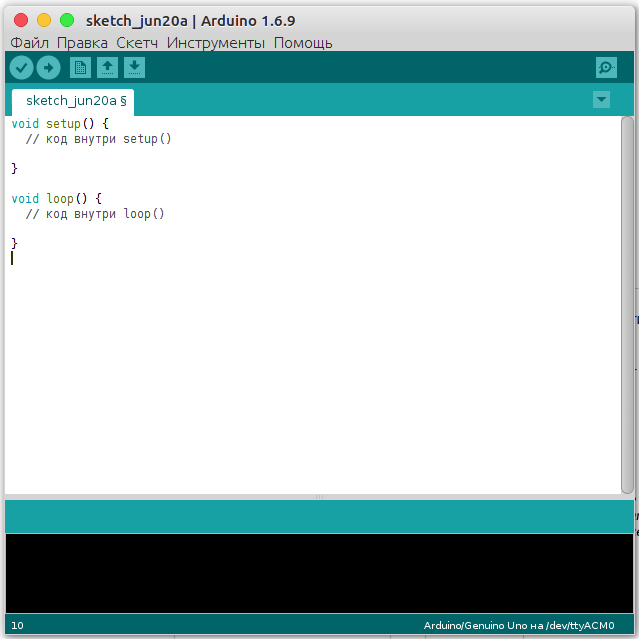 sketch_jun20a | Arduino 1.6.9
Файл Правка Скетч Инструменты Помощь
sketch_jun20a §
void setup() {
// код внутри setup()
}
void loop() {
// код внутри loop()
}
10 Arduino/Genuino Uno на /dev/ttyACM0